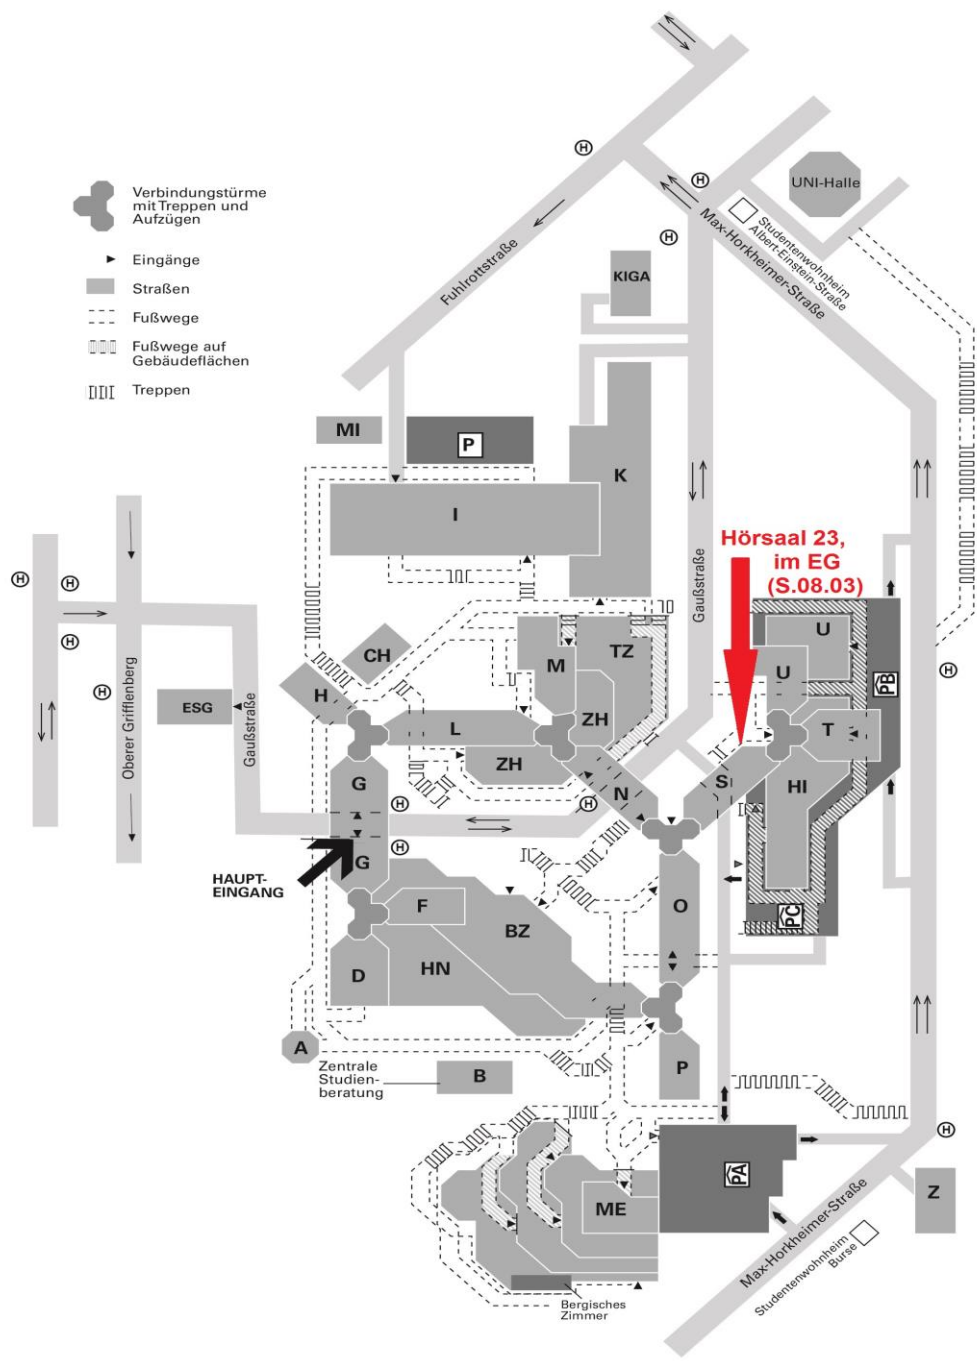 Verbindungstürme
mit Treppen und
Aufzügen
Eingänge
Straßen
Fußwege
Fußwege auf
Gebäudeflächen
Treppen
H
H
H
UNI-Halle
Studentenwohnheim
Albert-Einstein-Straße
Max-Horkheimer-Straße
Fuhlrottstraße
KIGA
MI
P
K
I
Gaußstraße
Hörsaal 23,
im EG
(S.08.03)
H
H
H
H
H
Oberer Grifflenberg
ESG
Gaußstraße
CH
H
M
TZ
ZH
L
ZH
N
U
U
T
S
HI
PB
PC
G
G
H
H
H
HAUPT-
EINGANG
F
BZ
HN
D
O
P
A
Zentrale
Studien-
beratung
B
ME
PA
H
Z
Max-Horkheimer-Straße
Studentenwohnheim
Burse
Bergisches
Zimmer